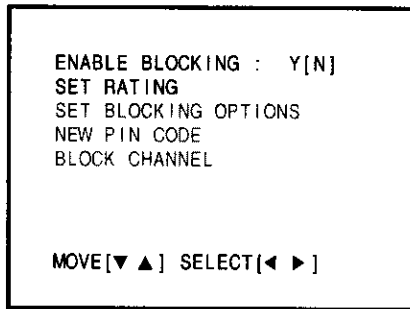 ENABLE BLOCKING : Y[N]
SET RATING
SET BLOCKING OPTIONS
NEW PIN CODE
BLOCK CHANNEL
MOVE[▼ ▲] SELECT[◄ ►]